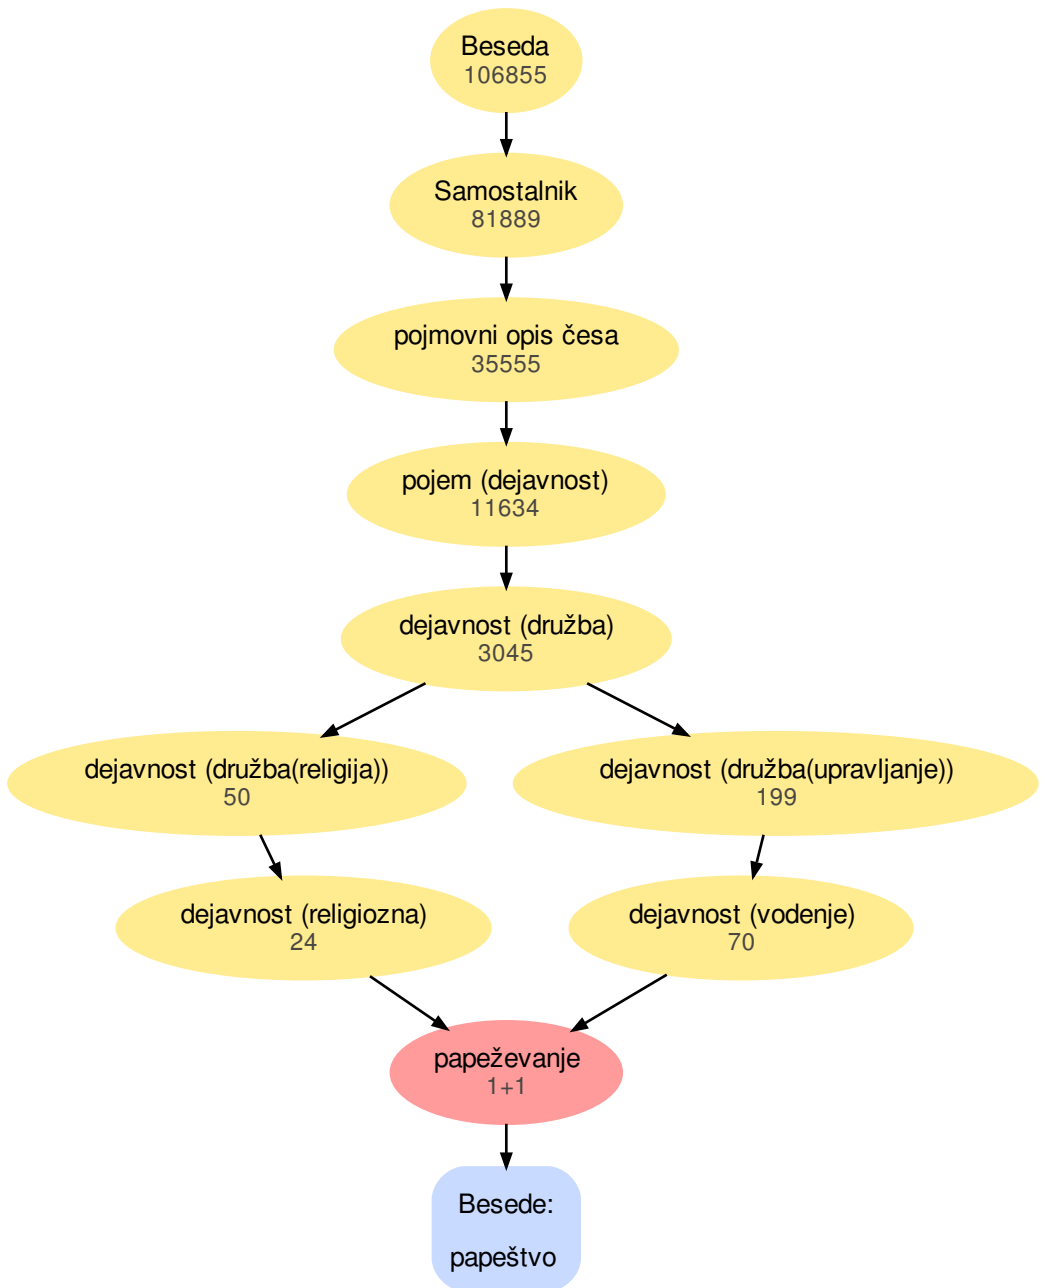 Beseda
106855
Samostalnik
81889
pojmovni opis česa
35555
pojem (dejavnost)
11634
dejavnost (družba)
3045
dejavnost (družba(religija))
50
dejavnost (družba(upravljanje))
199
dejavnost (religiozna)
24
dejavnost (vodenje)
70
papeževanje
1+1
Besede:
papeštvo